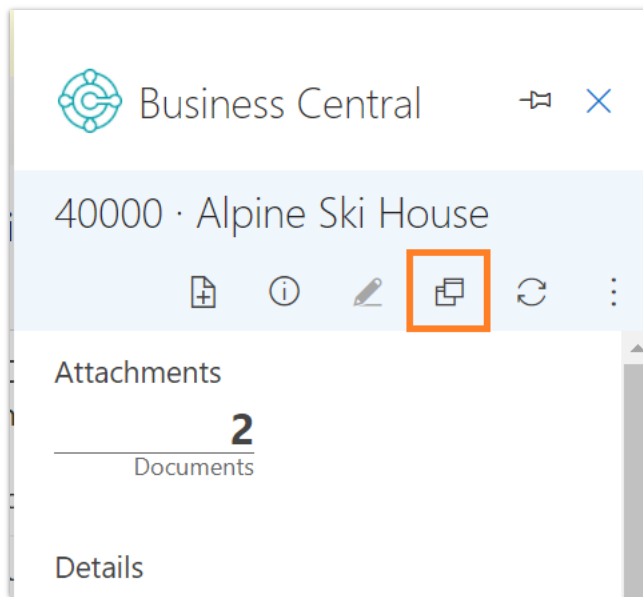 Business Central
40000 · Alpine Ski House
Attachments
2
Documents
Details